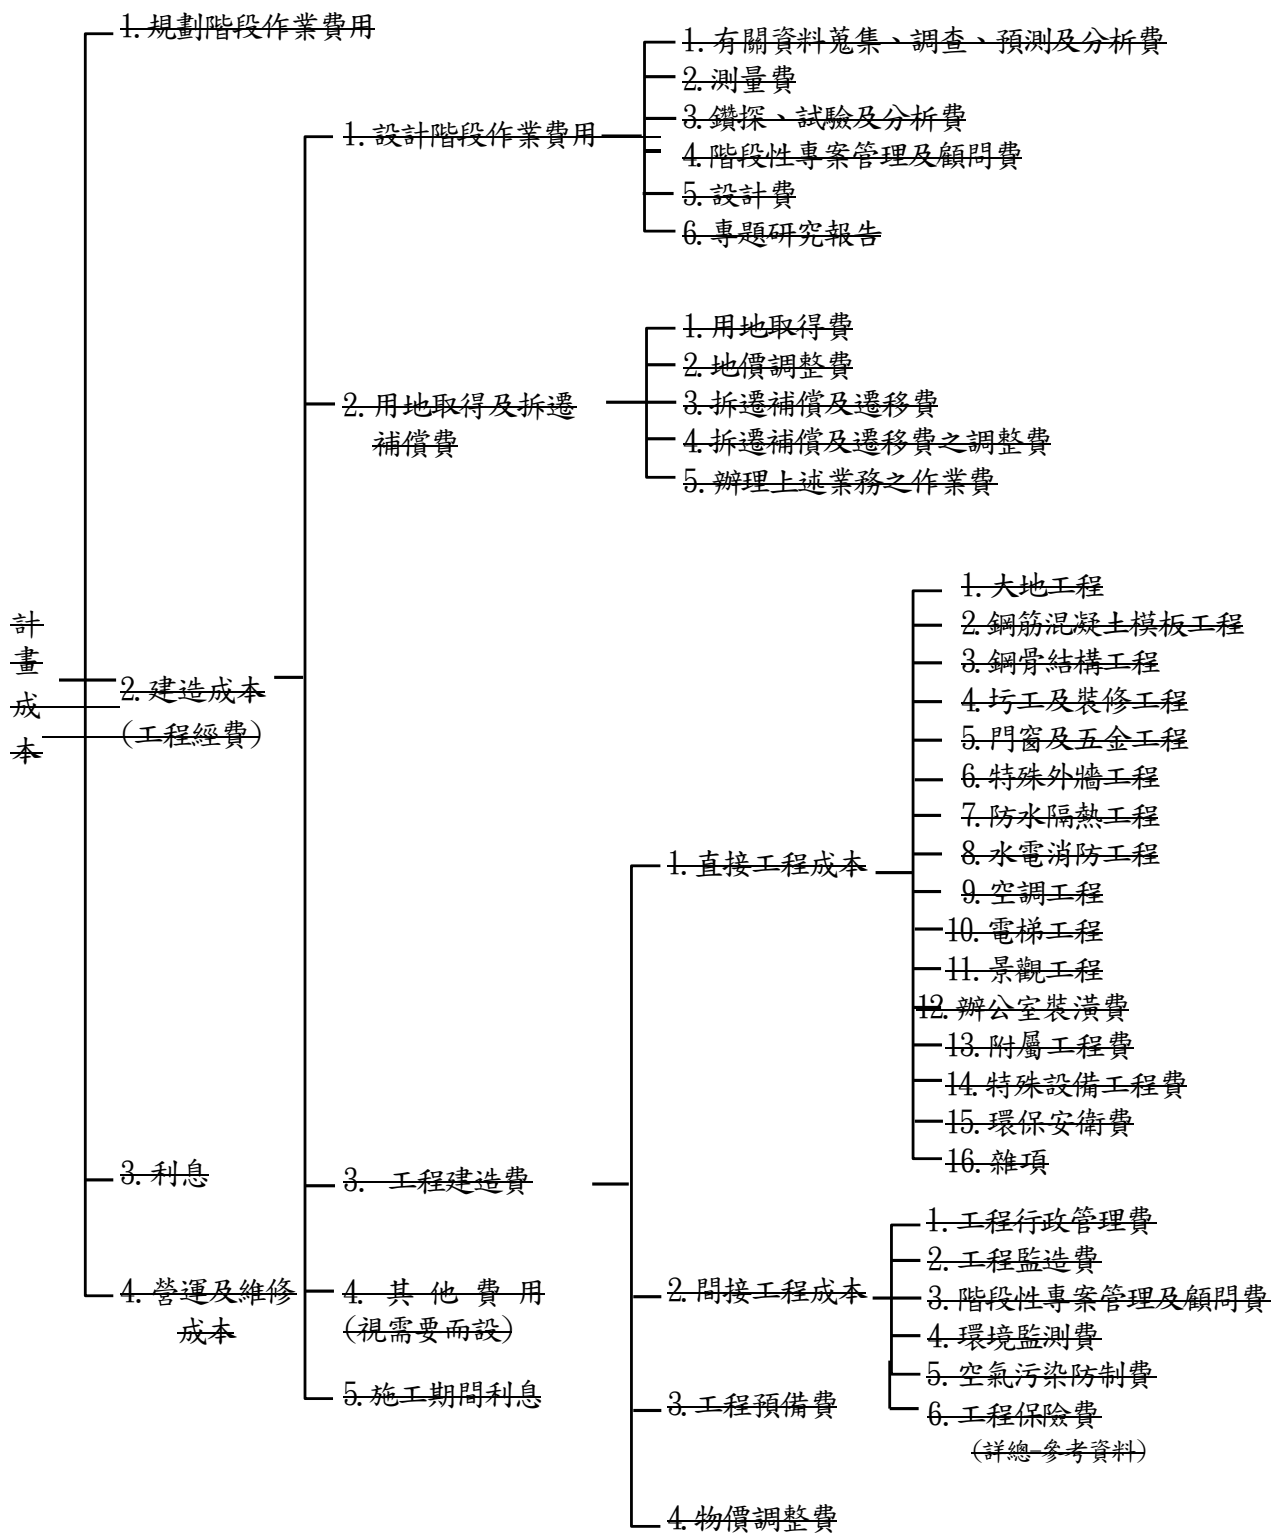 1. 規劃階段作業費用
1. 設計階段作業費用
1. 有關資料蒐集、調查、預測及分析費
2. 測量費
3. 鑽探、試驗及分析費
4. 階段性專案管理及顧問費
5. 設計費
6. 專題研究報告
2. 用地取得及拆遷
補償費
1. 用地取得費
2. 地價調整費
3. 拆遷補償及遷移費
4. 拆遷補償及遷移費之調整費
5. 辦理上述業務之作業費
計
畫
成
本
2. 建造成本
(工程經費)
1. 直接工程成本
1. 大地工程
2. 鋼筋混凝土模板工程
3. 鋼骨結構工程
4. 圬工及裝修工程
5. 門窗及五金工程
6. 特殊外牆工程
7. 防水隔熱工程
8. 水電消防工程
9. 空調工程
10. 電梯工程
11. 景觀工程
12. 辦公室裝潢費
13. 附屬工程費
14. 特殊設備工程費
15. 環保安衛費
16. 雜項
3. 利息
3. 工程建造費
4. 營運及維修
成本
4. 其他費用
(視需要而設)
5. 施工期間利息
2. 間接工程成本
1. 工程行政管理費
2. 工程監造費
3. 階段性專案管理及顧問費
4. 環境監測費
5. 空氣污染防制費
6. 工程保險費
(詳總-參考資料)
3. 工程預備費
4. 物價調整費